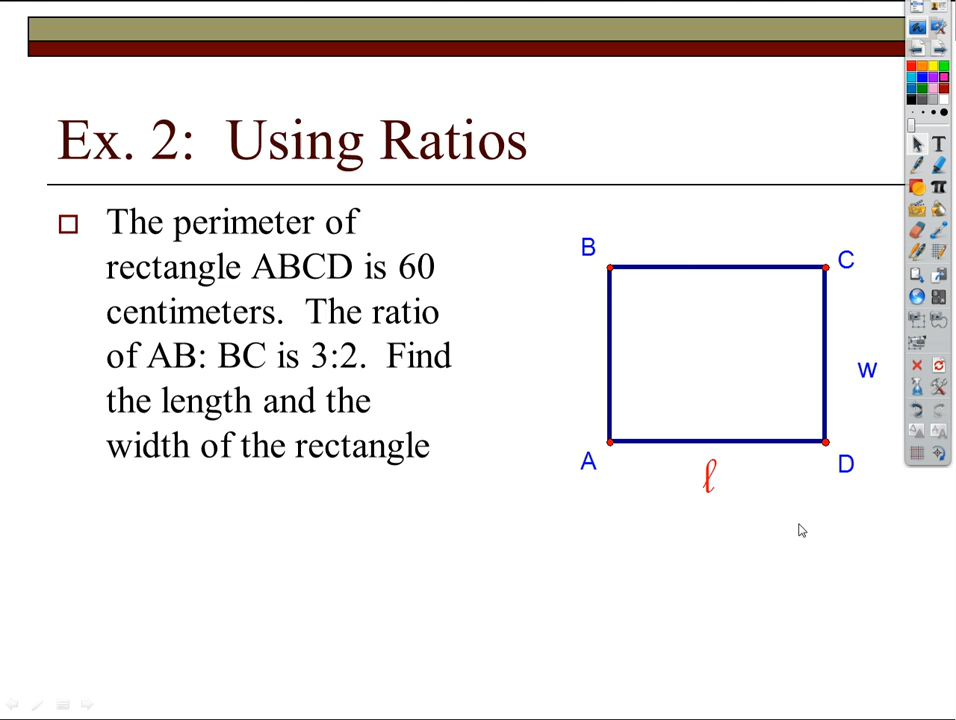 Ex. 2: Using Ratios
The perimeter of
rectangle ABCD is 60
centimeters. The ratio
of AB: BC is 3:2. Find
the length and the
width of the rectangle
B
C
w
A
D
ℓ
T
π